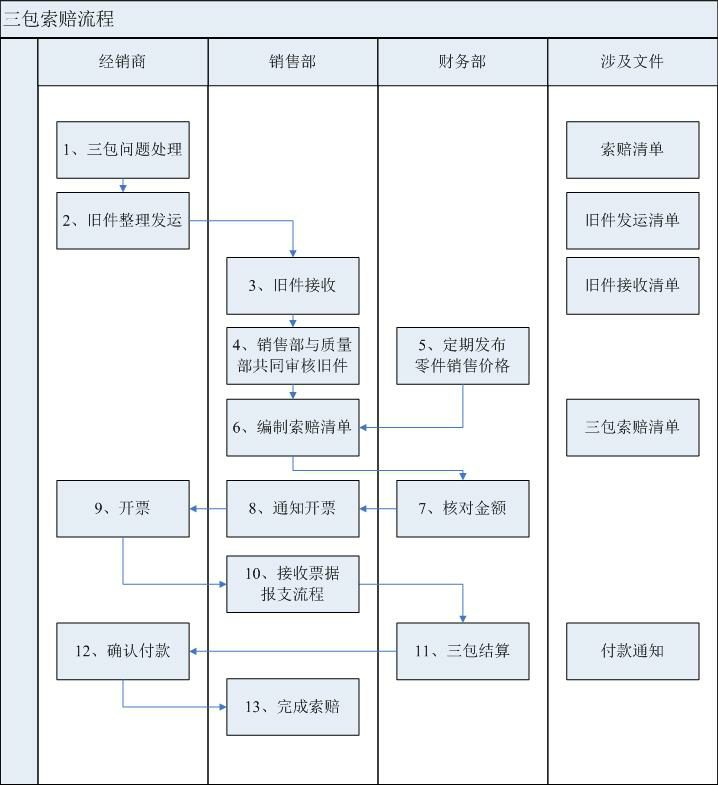 三包索赔流程
经销商
销售部
财务部
涉及文件
1、三包问题处理
索赔清单
2、旧件整理发运
旧件发运清单
3、旧件接收
旧件接收清单
4、销售部与质量
部共同审核旧件
5、定期发布
零件销售价格
6、编制索赔清单
三包索赔清单
9、开票
8、通知开票
7、核对金额
10、接收票据
报支流程
12、确认付款
11、三包结算
付款通知
13、完成索赔